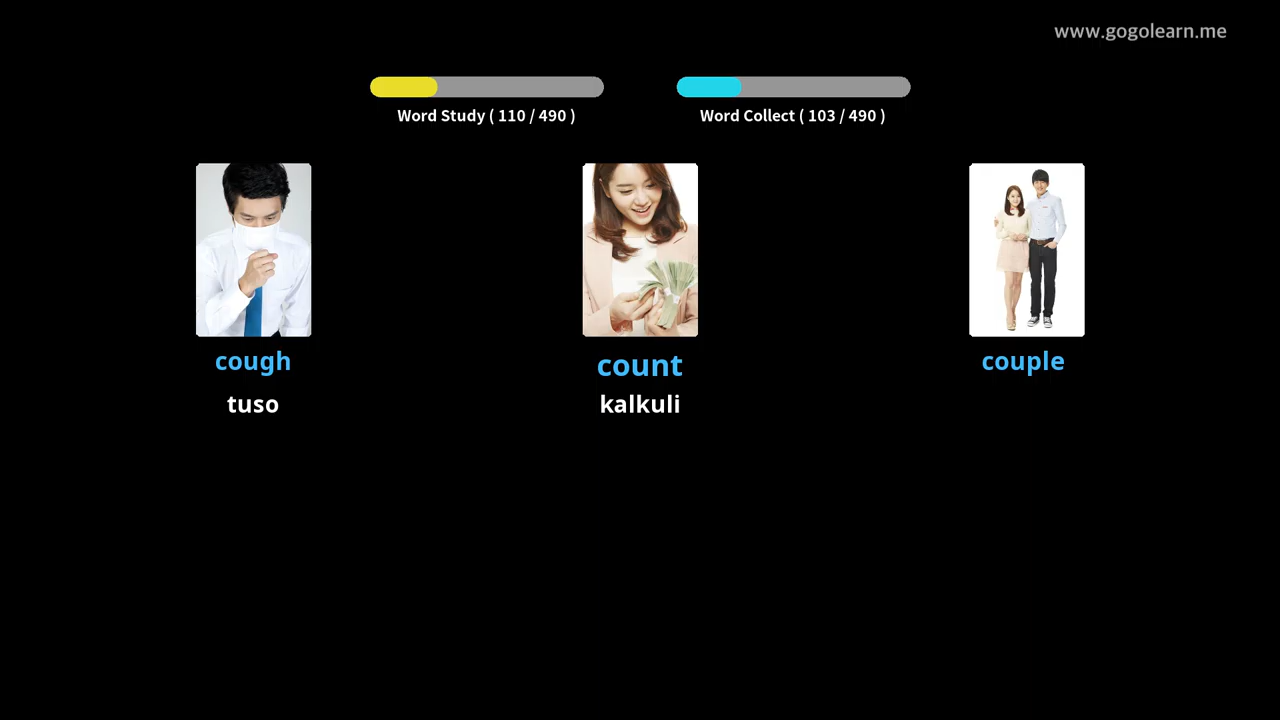 www.gogolearn.me
Word Study ( 110 / 490 )
Word Collect ( 103 / 490 )
cough
count
couple
tuso
kalkuli